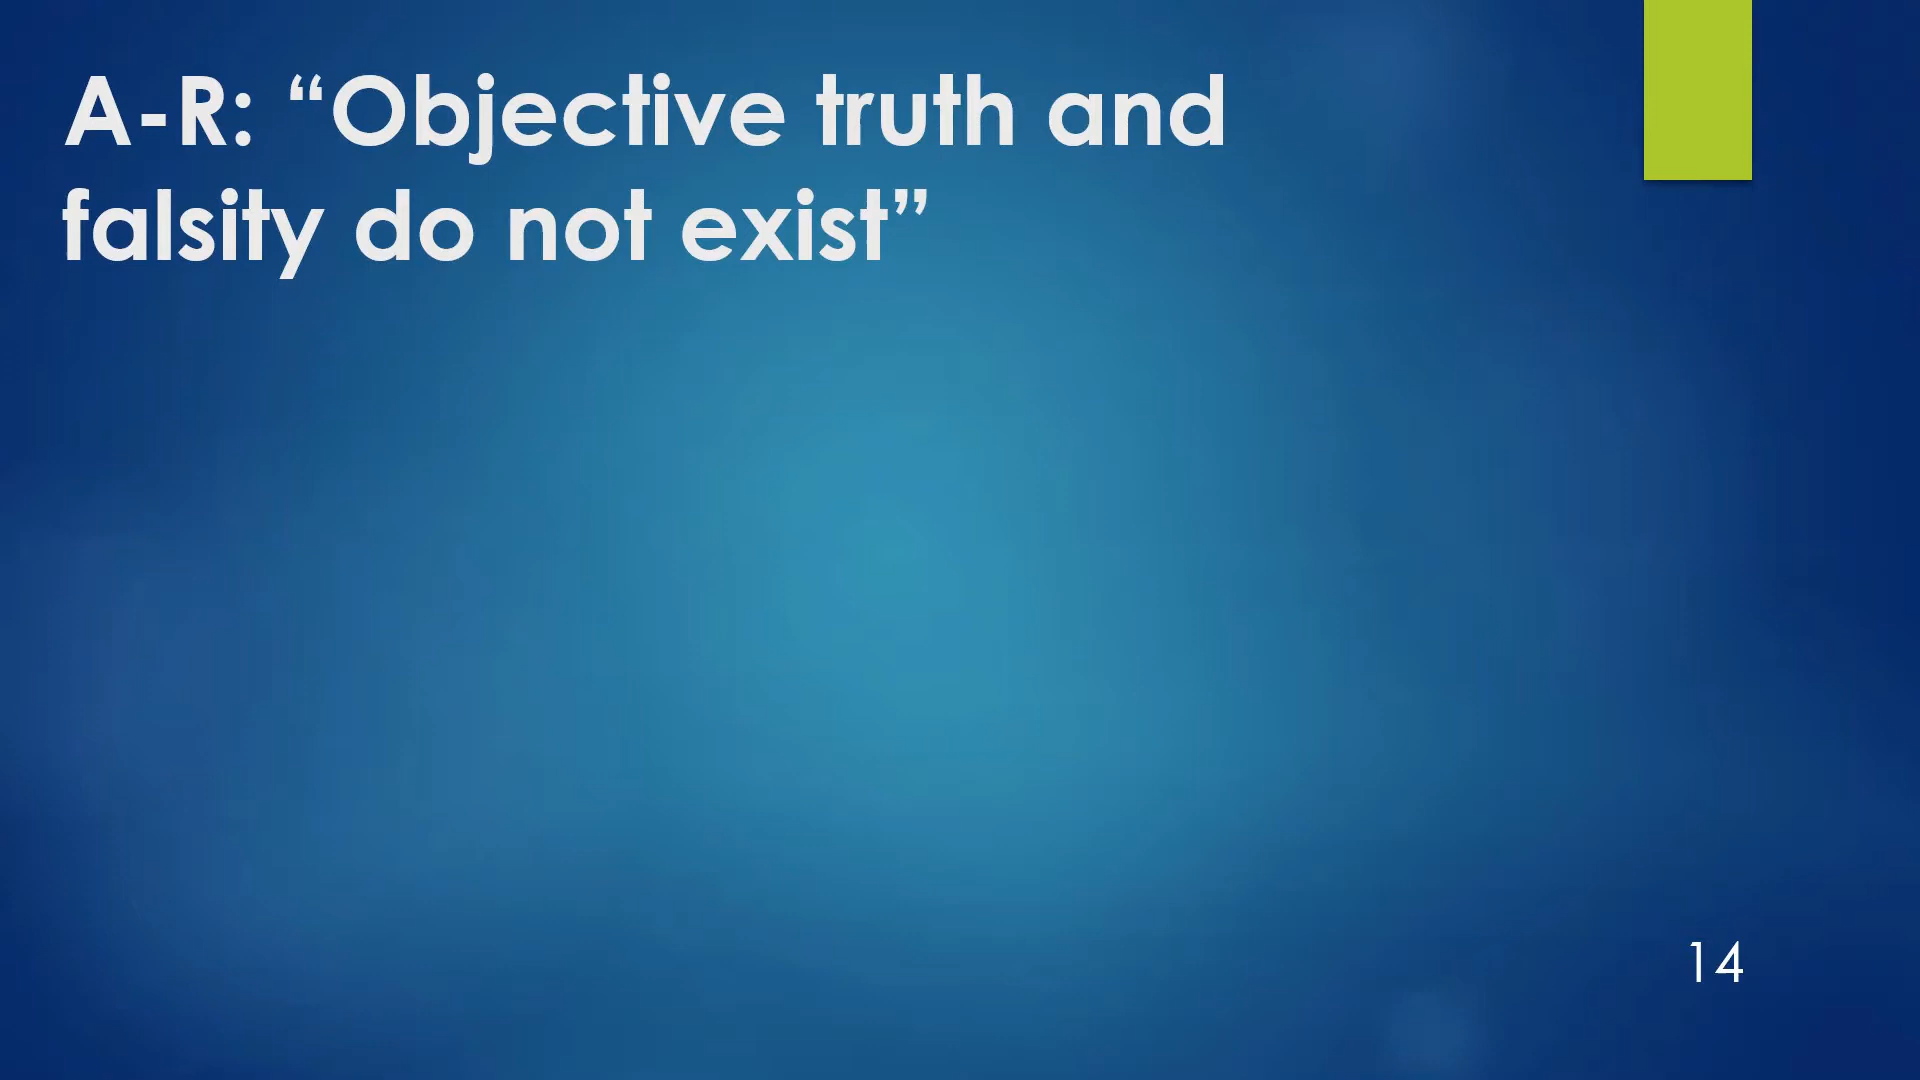 A-R: “Objective truth and
falsity do not exist”
14